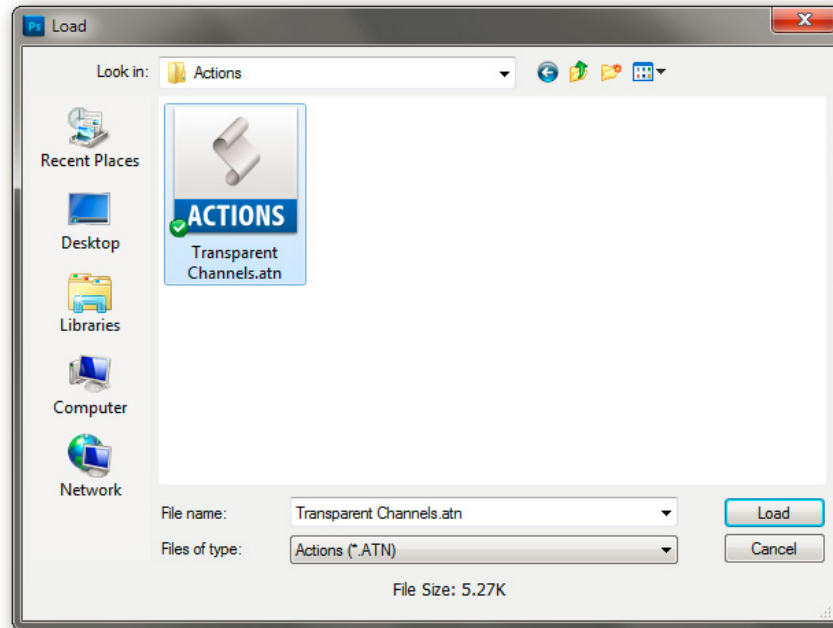 Ps Load
Look in: Actions
Recent Places
Desktop
Libraries
Computer
Network
ACTIONS
Transparent
Channels.atn
File name: Transparent Channels.atn Load
Files of type: Actions (*.ATN) Cancel
File Size: 5.27K